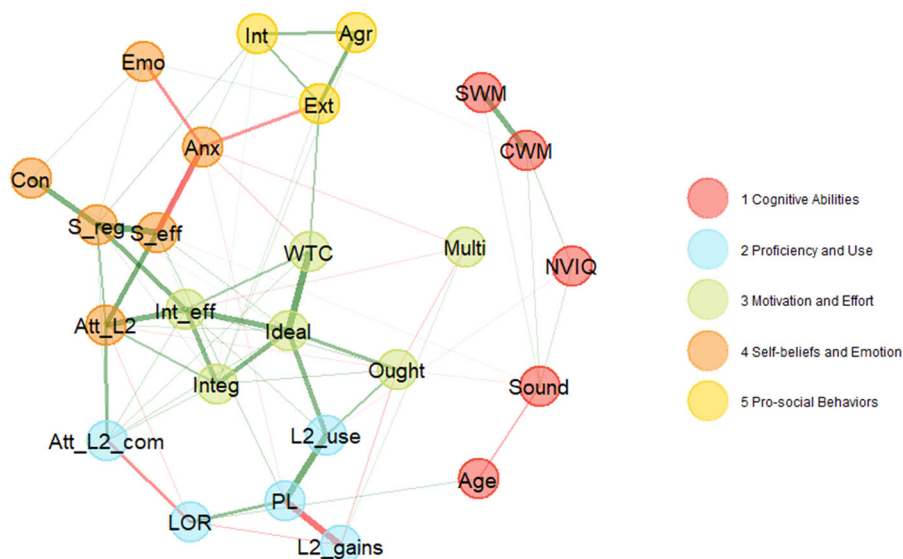 Int
Agr
Emo
Ext
SWM
Anx
CWM
Con
S_reg
S_eff
WTC
Multi
NVIQ
Att_L2
Int_eff
Ideal
Integ
Ought
Sound
Att_L2_com
L2_use
Age
PL
LOR
L2_gains
1 Cognitive Abilities
2 Proficiency and Use
3 Motivation and Effort
4 Self-beliefs and Emotion
5 Pro-social Behaviors